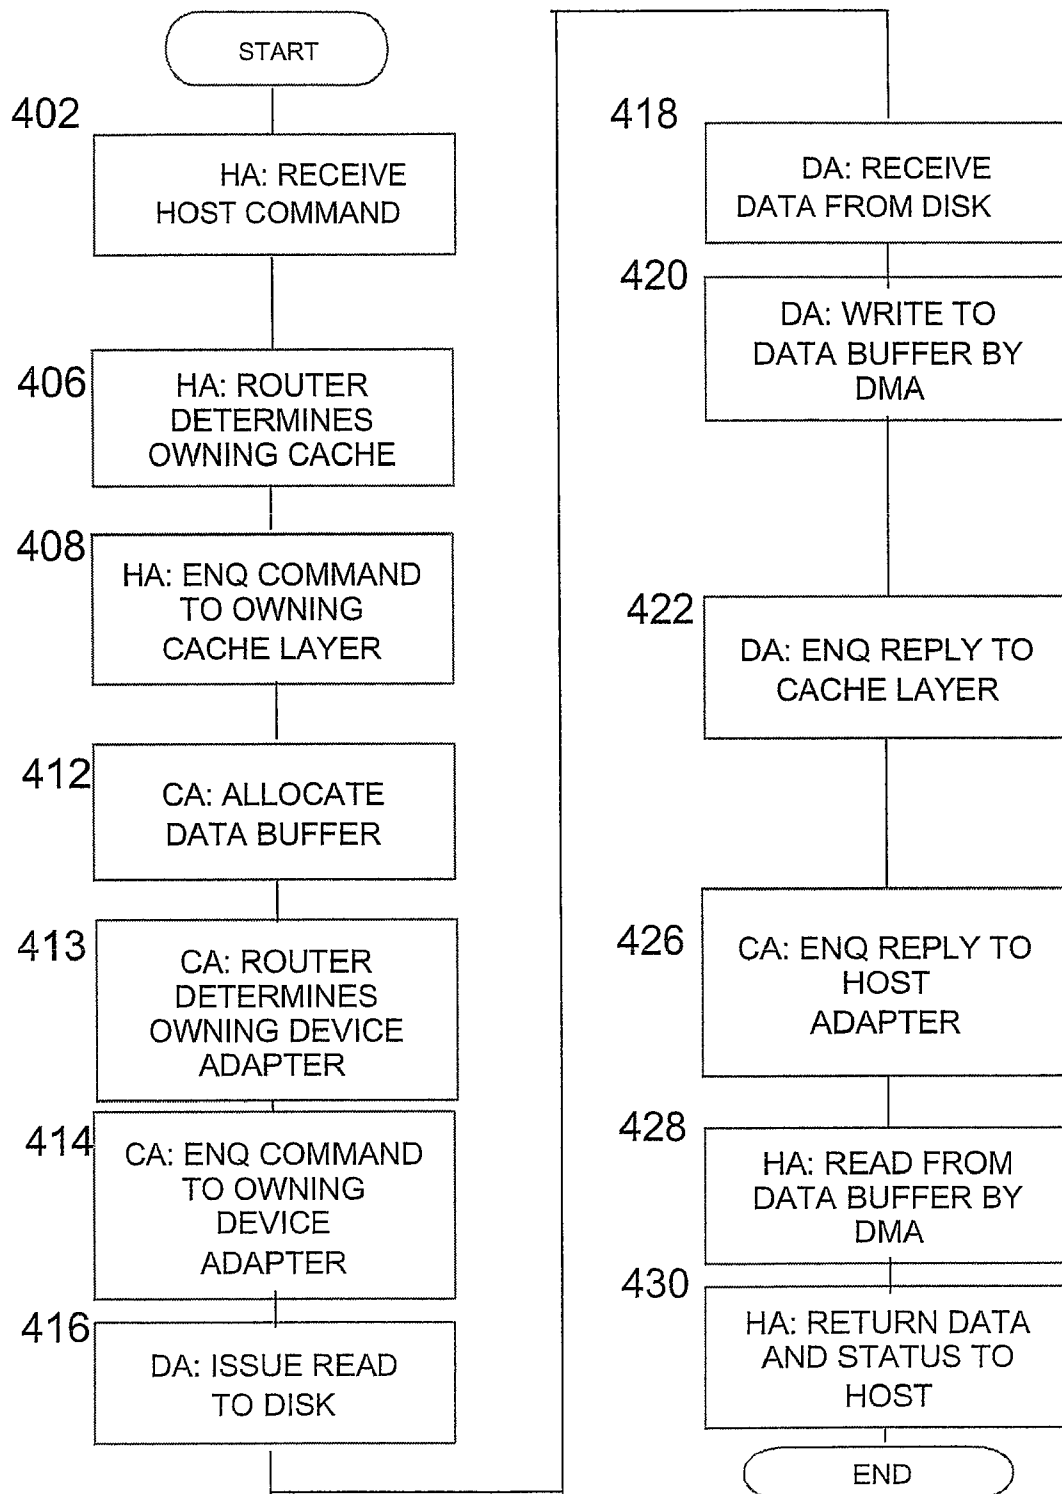 START
402
HA: RECEIVE
HOST COMMAND
406
HA: ROUTER
DETERMINES
OWNING CACHE
408
HA: ENQ COMMAND
TO OWNING
CACHE LAYER
412
CA: ALLOCATE
DATA BUFFER
413
CA: ROUTER
DETERMINES
OWNING DEVICE
ADAPTER
414
CA: ENQ COMMAND
TO OWNING
DEVICE
ADAPTER
416
DA: ISSUE READ
TO DISK
418
DA: RECEIVE
DATA FROM DISK
420
DA: WRITE TO
DATA BUFFER BY
DMA
422
DA: ENQ REPLY TO
CACHE LAYER
426
CA: ENQ REPLY TO
HOST
ADAPTER
428
HA: READ FROM
DATA BUFFER BY
DMA
430
HA: RETURN DATA
AND STATUS TO
HOST
END